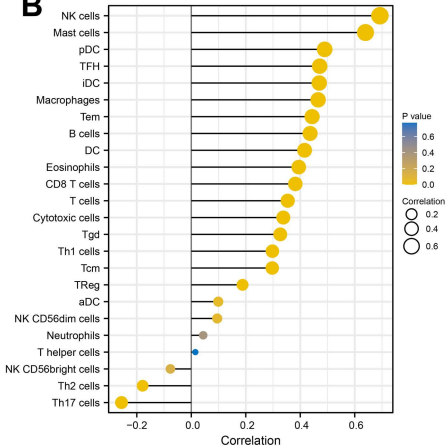 B
NK cells
Mast cells
pDC
TFH
iDC
Macrophages
Tem
B cells
DC
Eosinophils
CD8 T cells
T cells
Cytotoxic cells
Tgd
Th1 cells
Tcm
TReg
aDC
NK CD56dim cells
Neutrophils
T helper cells
NK CD56bright cells
Th2 cells
Th17 cells
−0.2 0.0 0.2 0.4 0.6
Correlation
P value
0.6
0.4
0.2
0.0
Correlation
0.2
0.4
0.6